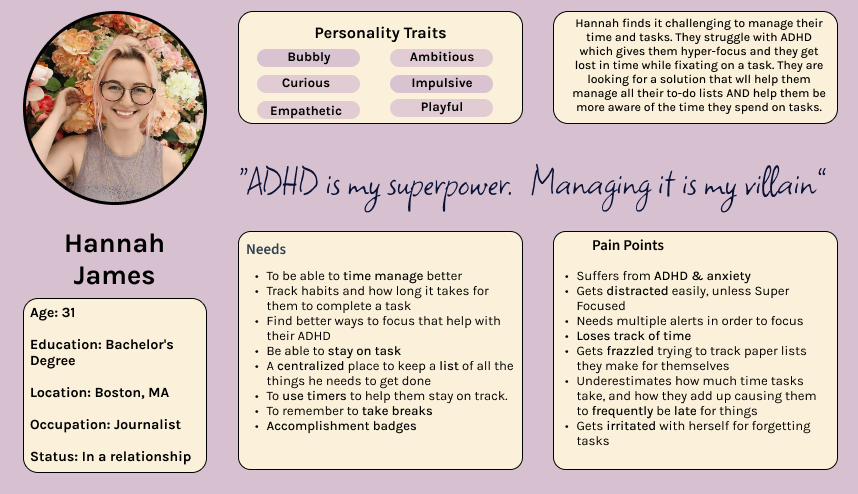 Personality Traits
Bubbly
Ambitious
Curious
Impulsive
Empathetic
Playful
Hannah finds it challenging to manage their
time and tasks. They struggle with ADHD
which gives them hyper-focus and they get
lost in time while fixating on a task. They are
looking for a solution that wll help them
manage all their to-do lists AND help them be
more aware of the time they spend on tasks.
"ADHD is my superpower. Managing it is my villain"
Hannah
James
Age: 31
Education: Bachelor's
Degree
Location: Boston, MA
Occupation: Journalist
Status: In a relationship
Needs
• To be able to time manage better
• Track habits and how long it takes for
them to complete a task
• Find better ways to focus that help with
their ADHD
• Be able to stay on task
• A centralized place to keep a list of all the
things he needs to get done
• To use timers to help them stay on track.
• To remember to take breaks
• Accomplishment badges
Pain Points
• Suffers from ADHD & anxiety
• Gets distracted easily, unless Super
Focused
• Needs multiple alerts in order to focus
• Loses track of time
• Gets frazzled trying to track paper lists
they make for themselves
• Underestimates how much time tasks
take, and how they add up causing them
to frequently be late for things
• Gets irritated with herself for forgetting
tasks